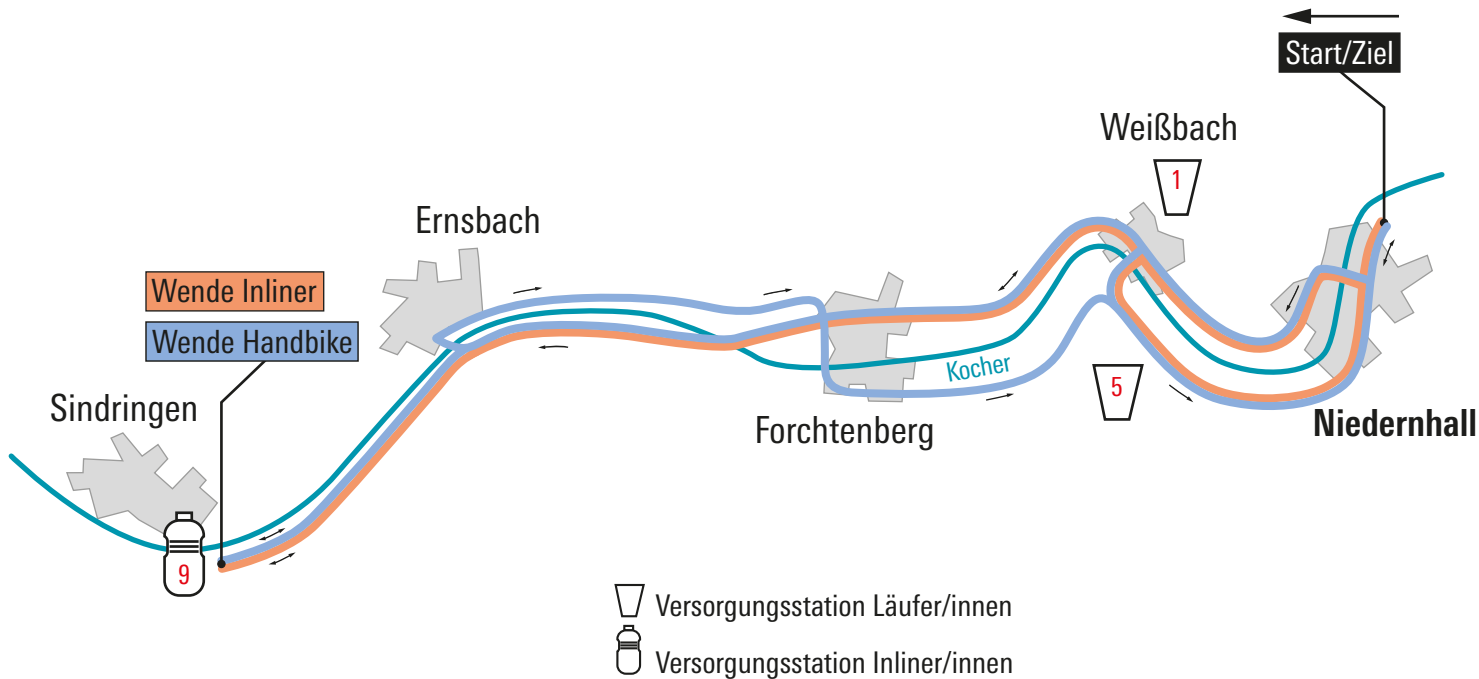 Start/Ziel
Weißbach
1
Ernsbach
Wende Inliner
Wende Handbike
Kocher
5
Sindringen
Forchtenberg
Niedernhall
9
Versorgungsstation Läufer/innen
Versorgungsstation Inliner/innen